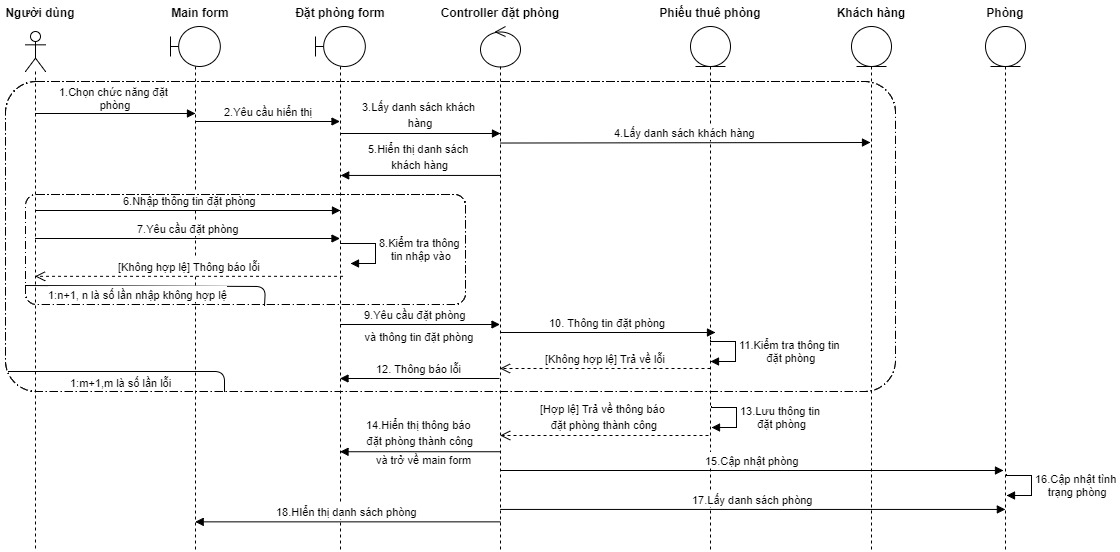 Người dùng
Main form
Đặt phòng form
Controller đặt phòng
Phiếu thuê phòng
Khách hàng
Phòng
1.Chọn chức năng đặt
phòng
2.Yêu cầu hiển thị
3.Lấy danh sách khách
hàng
4.Lấy danh sách khách hàng
5.Hiển thị danh sách
khách hàng
6.Nhập thông tin đặt phòng
7.Yêu cầu đặt phòng
8.Kiểm tra thông
tin nhập vào
[Không hợp lệ] Thông báo lỗi
1:n+1, n là số lần nhập không hợp lệ
9.Yêu cầu đặt phòng
và thông tin đặt phòng
10. Thông tin đặt phòng
11.Kiểm tra thông tin
đặt phòng
[Không hợp lệ] Trả về lỗi
12. Thông báo lỗi
1:m+1,m là số lần lỗi
[Hợp lệ] Trả về thông báo
đặt phòng thành công
13.Lưu thông tin
đặt phòng
14.Hiển thị thông báo
đặt phòng thành công
và trở về main form
15.Cập nhật phòng
16.Cập nhật tình
trạng phòng
17.Lấy danh sách phòng
18.Hiển thị danh sách phòng